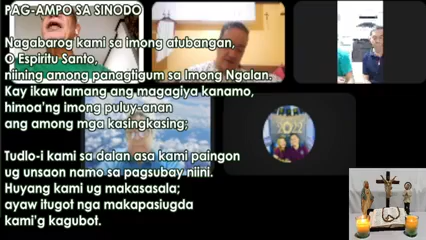 PAG-AMPO SA SINODO
Nagabarog kami sa imong atubangan,
O Espiritu Santo,
niining among panagtigum sa Imong Ngalan.
Kay ikaw lamang ang magagiya kanamo,
himoa'ng imong puluy-anan
ang among mga kasingkasing;
Tudlo-i kami sa dalan asa kami paingon
ug unsaon namo sa pagsubay niini.
Huyang kami ug makasasala;
ayaw itugot nga makapasiugda
kami'g kagubot.